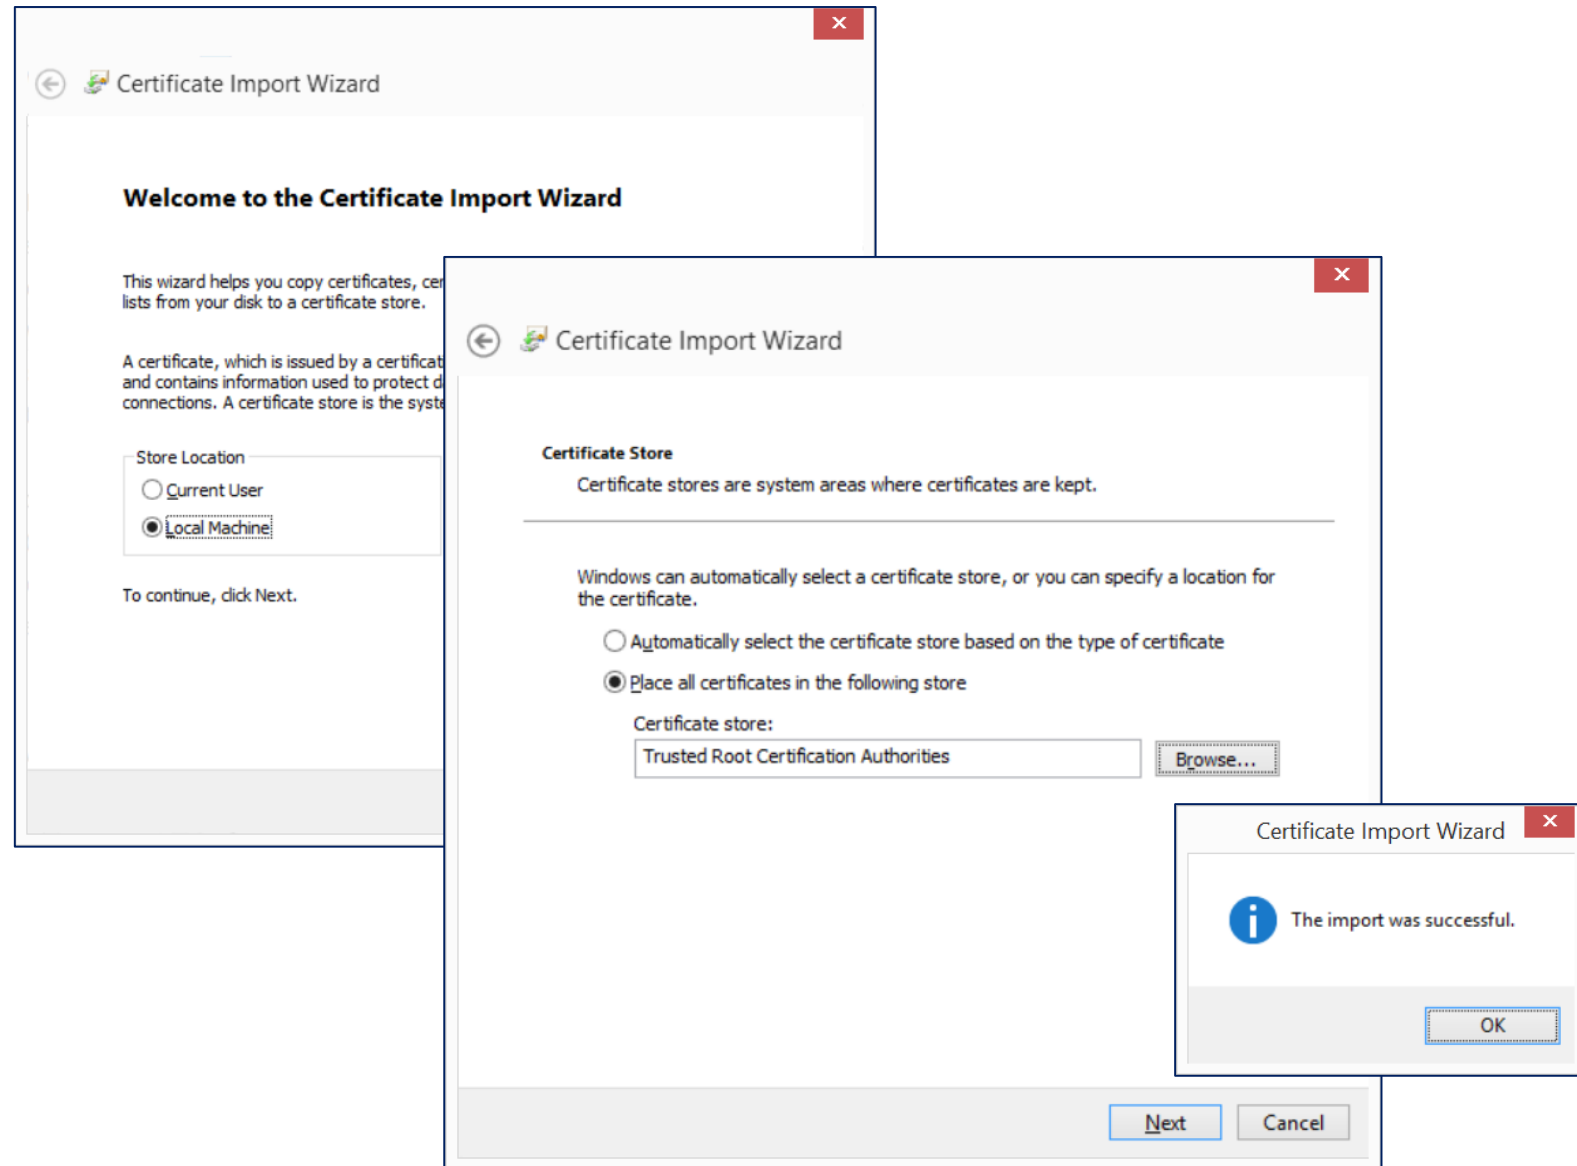 Certificate Import Wizard
Welcome to the Certificate Import Wizard
This wizard helps you copy certificates,
lists from your disk to a certificate store.
A certificate, which is issued by a
and contains information used to protect
connections. A certificate store is the
Store Location
Current User
Local Machine
To continue, click Next.
Certificate Import Wizard
Certificate Store
Certificate stores are system areas where certificates are kept.
Windows can automatically select a certificate store, or you can specify a location for
the certificate.
Automatically select the certificate store based on the type of certificate
Place all certificates in the following store
Certificate store:
Trusted Root Certification Authorities
Browse...
Next
Cancel
Certificate Import Wizard
The import was successful.
OK